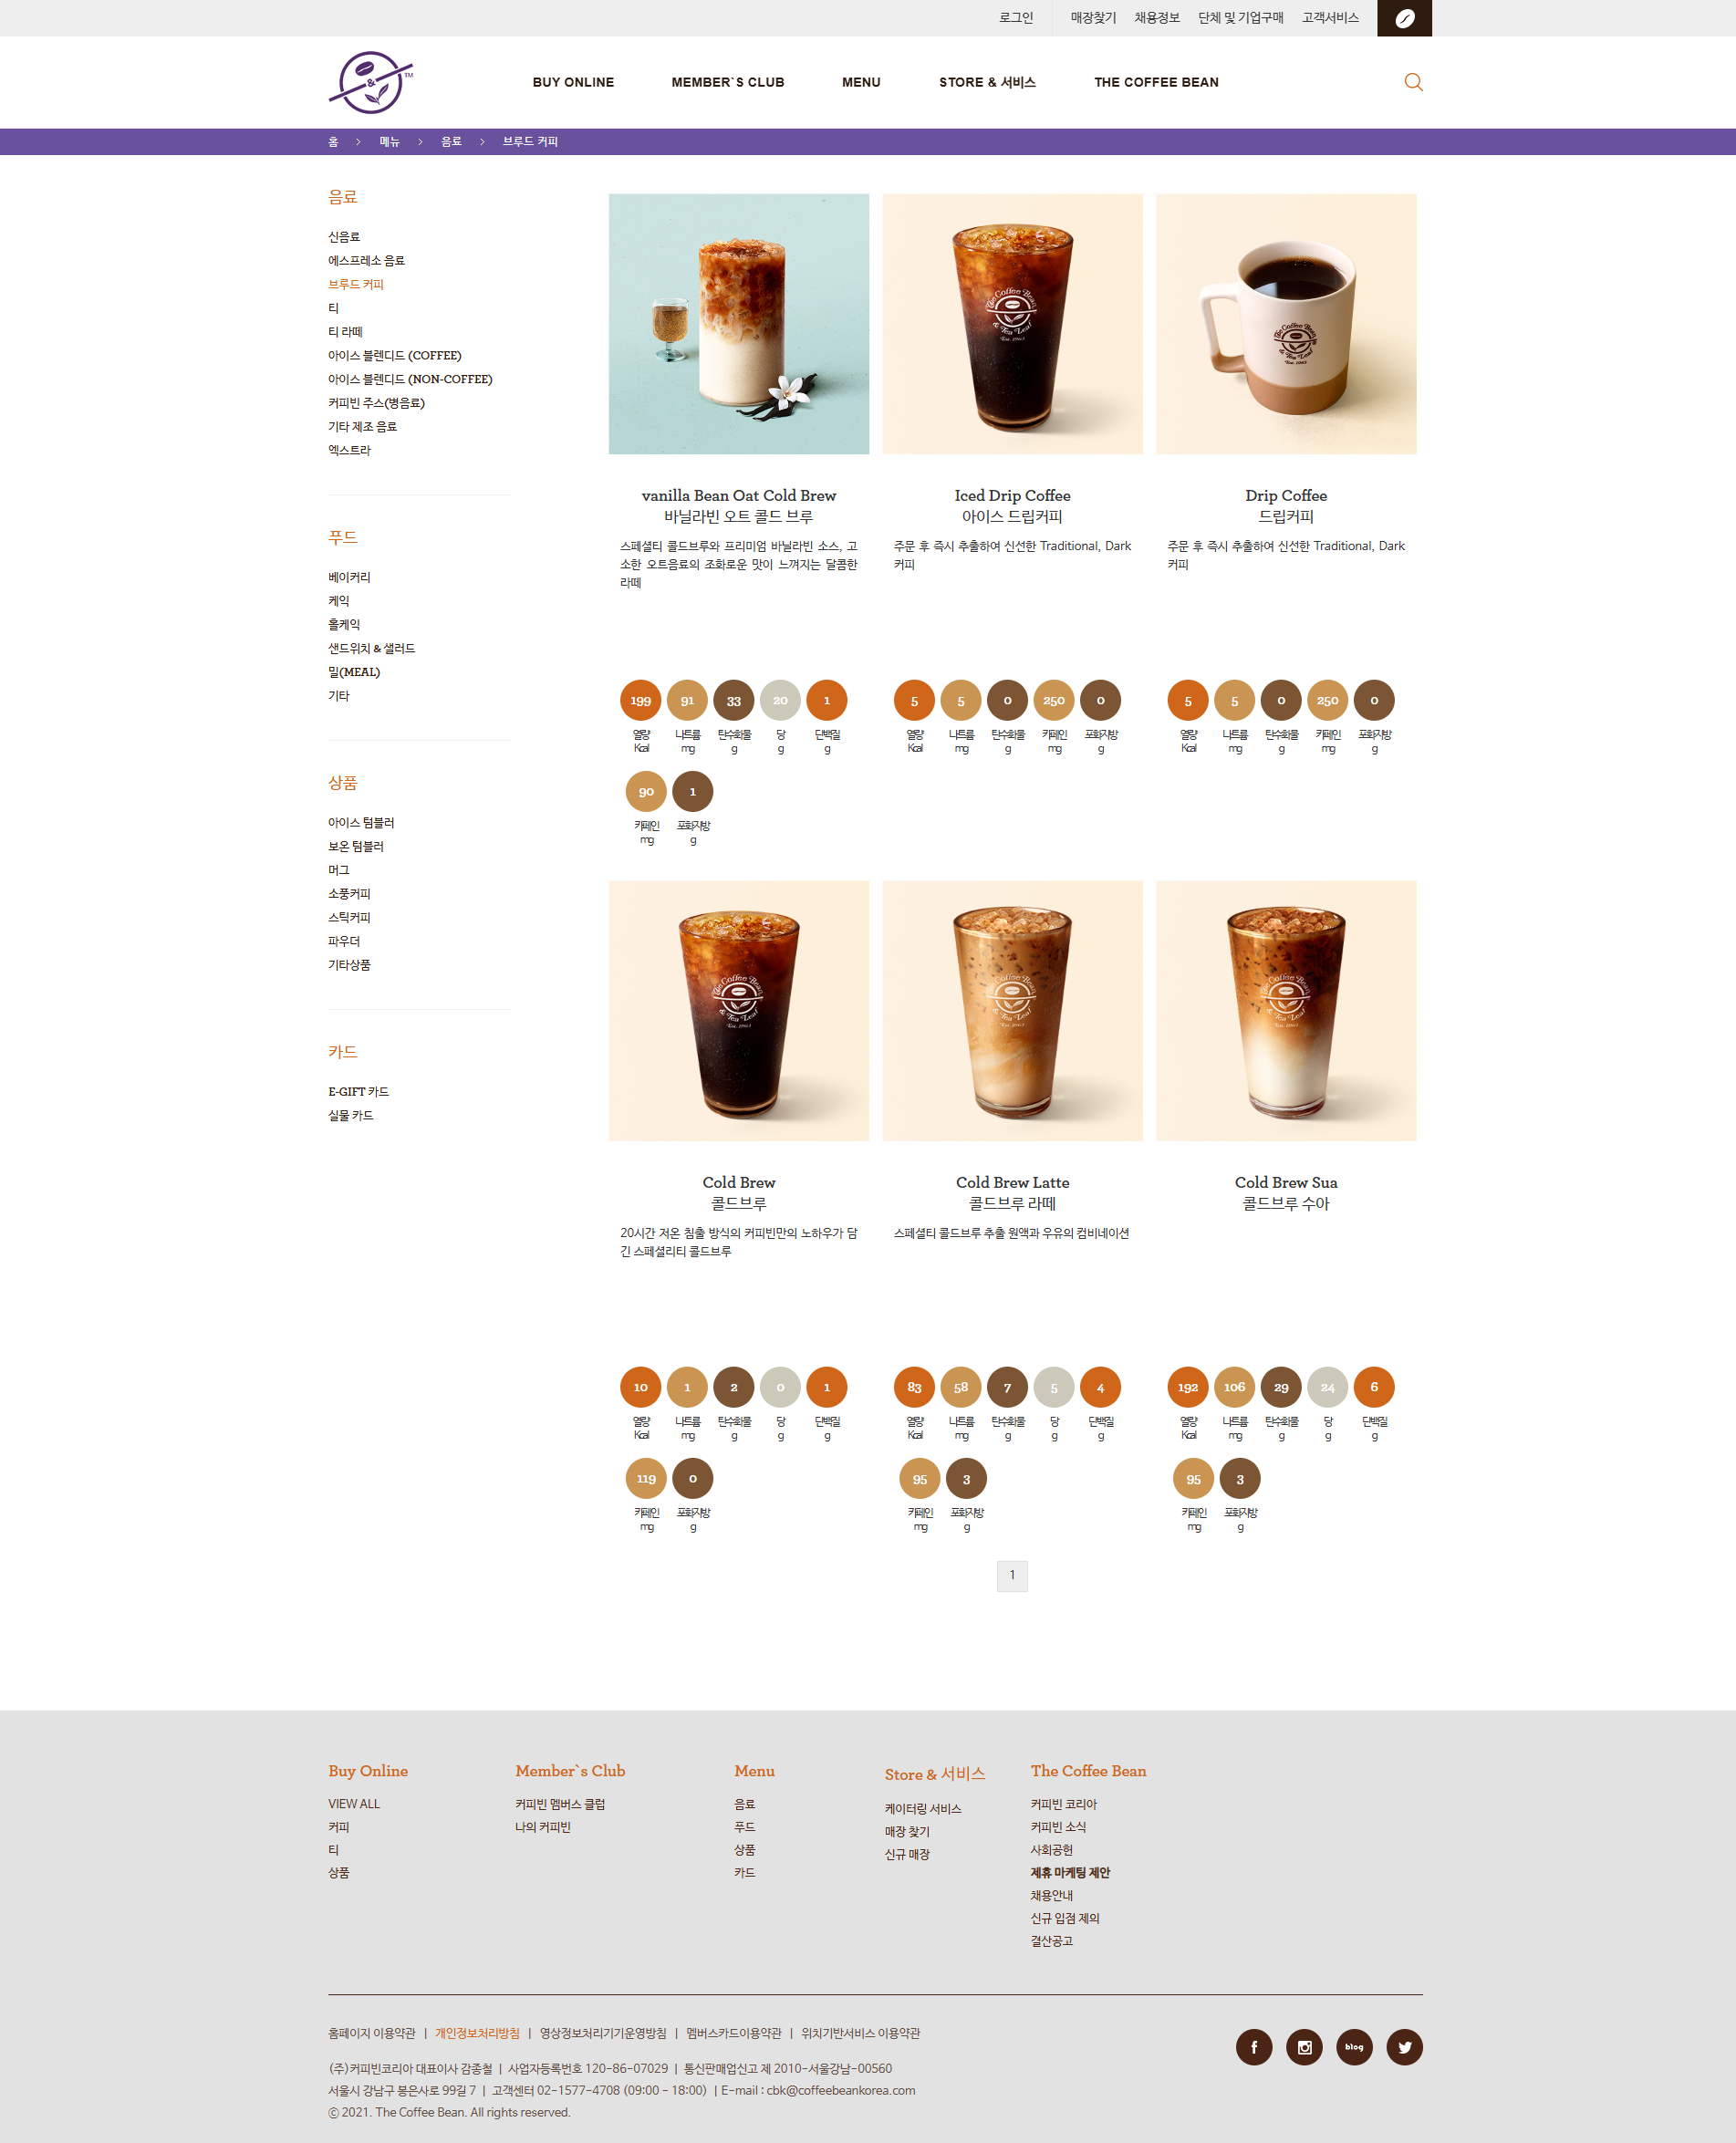 로그인 매장찾기 채용정보 단체 및 기업구매 고객서비스
& TM
BUY ONLINE MEMBER`S CLUB MENU STORE & 서비스 THE COFFEE BEAN
홈 > 메뉴 > 음료 > 브루드 커피
음료
신음료
에스프레소 음료
브루드 커피
티
티 라떼
아이스 블렌디드 (COFFEE)
아이스 블렌디드 (NON-COFFEE)
커피빈 주스(병음료)
기타 제조 음료
엑스트라
푸드
베이커리
케익
홀케익
샌드위치 & 샐러드
밀(MEAL)
기타
상품
아이스 텀블러
보온 텀블러
머그
소풍커피
스틱커피
파우더
기타상품
카드
E-GIFT 카드
실물 카드
vanilla Bean Oat Cold Brew
바닐라빈 오트 콜드 브루
스페셜티 콜드브루와 프리미엄 바닐라빈 소스, 고
소한 오트음료의 조화로운 맛이 느껴지는 달콤한
라떼
199 91 33 20 1
열량 나트륨 탄수화물 당 단백질
Kcal mg g g g
90 1
카페인 포화지방
mg g
The Coffee Bean
& Tea Leaf
Est. 1963
Iced Drip Coffee
아이스 드립커피
주문 후 즉시 추출하여 신선한 Traditional, Dark
커피
5 5 0 250 0
열량 나트륨 탄수화물 카페인 포화지방
Kcal mg g mg g
The Coffee Bean
& Tea Leaf
Est. 1963
Drip Coffee
드립커피
주문 후 즉시 추출하여 신선한 Traditional, Dark
커피
5 5 0 250 0
열량 나트륨 탄수화물 카페인 포화지방
Kcal mg g mg g
The Coffee Bean
& Tea Leaf
Est. 1963
Cold Brew
콜드브루
20시간 저온 침출 방식의 커피빈만의 노하우가 담
긴 스페셜리티 콜드브루
10 1 2 0 1
열량 나트륨 탄수화물 당 단백질
Kcal mg g g g
119 0
카페인 포화지방
mg g
The Coffee Bean
& Tea Leaf
Est. 1963
Cold Brew Latte
콜드브루 라떼
스페셜티 콜드브루 추출 원액과 우유의 컴비네이션
83 58 7 5 4
열량 나트륨 탄수화물 당 단백질
Kcal mg g g g
95 3
카페인 포화지방
mg g
The Coffee Bean
& Tea Leaf
Est. 1963
Cold Brew Sua
콜드브루 수아
192 106 29 24 6
열량 나트륨 탄수화물 당 단백질
Kcal mg g g g
95 3
카페인 포화지방
mg g
1
Buy Online
VIEW ALL
커피
티
상품
Member`s Club
커피빈 멤버스 클럽
나의 커피빈
Menu
음료
푸드
상품
카드
Store & 서비스
케이터링 서비스
매장 찾기
신규 매장
The Coffee Bean
커피빈 코리아
커피빈 소식
사회공헌
제휴 마케팅 제안
채용안내
신규 입점 제의
결산공고
홈페이지 이용약관 | 개인정보처리방침 | 영상정보처리기기운영방침 | 멤버스카드이용약관 | 위치기반서비스 이용약관
f blog
(주)커피빈코리아 대표이사 김종철 | 사업자등록번호 120-86-07029 | 통신판매업신고 제 2010-서울강남-00560
서울시 강남구 봉은사로 99길 7 | 고객센터 02-1577-4708 (09:00 - 18:00) | E-mail : cbk@coffeebeankorea.com
ⓒ 2021. The Coffee Bean. All rights reserved.